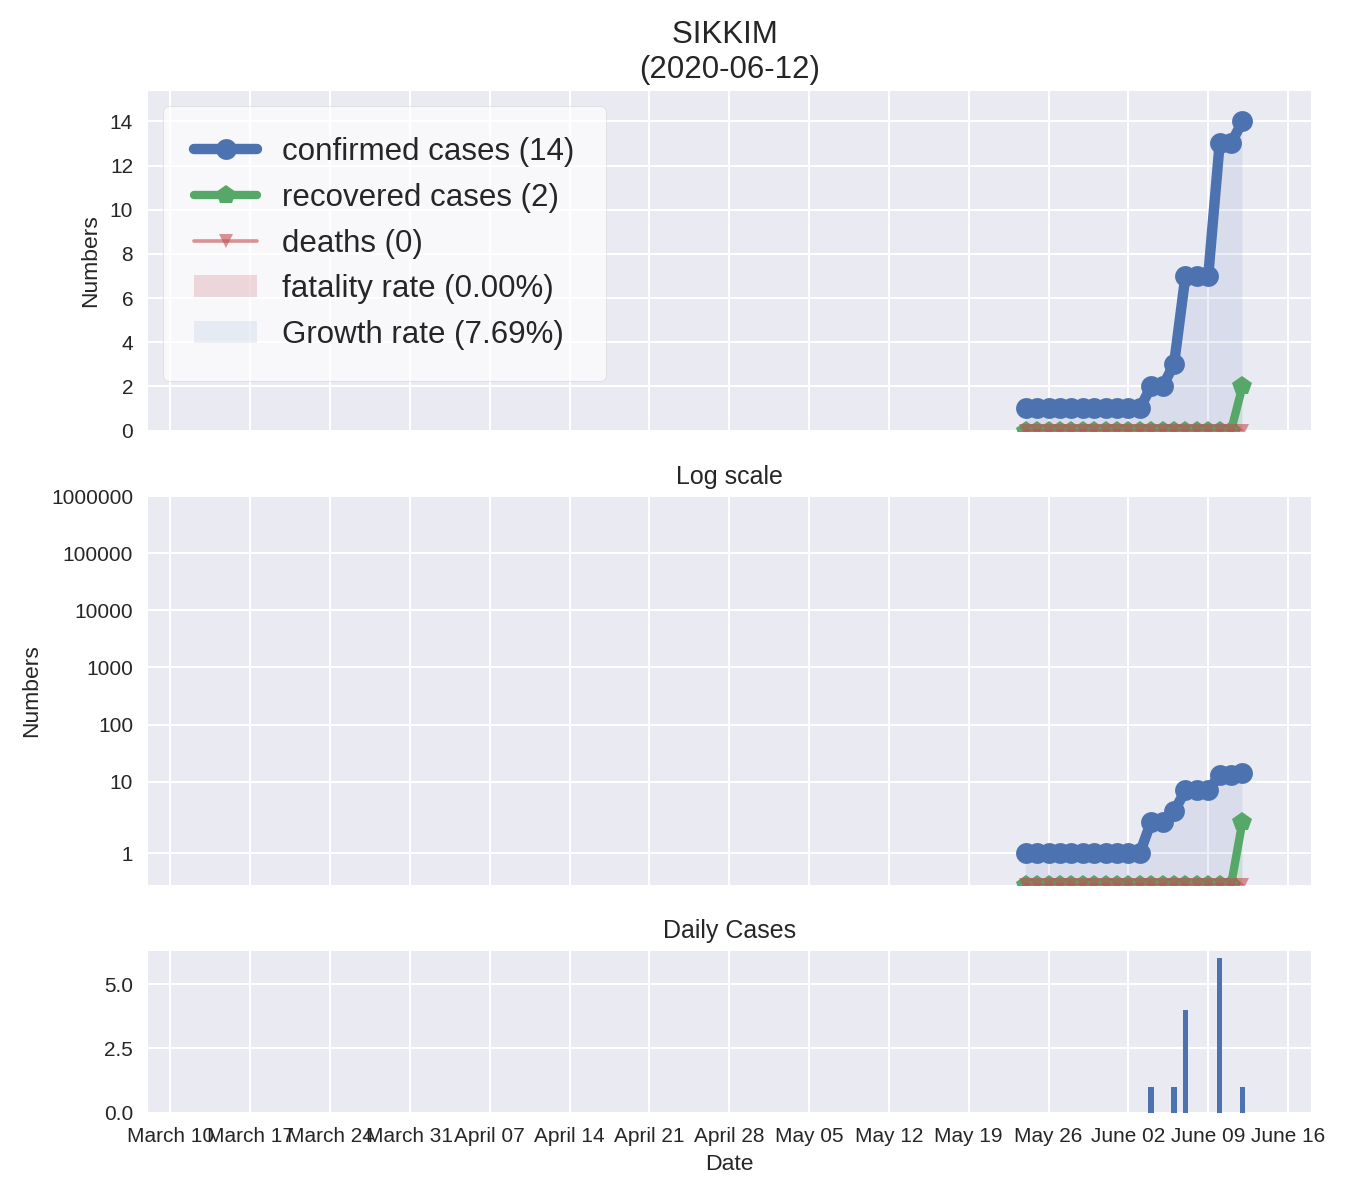 SIKKIM
(2020-06-12)
14
12
10
8
6
4
2
0
Numbers
confirmed cases (14)
recovered cases (2)
deaths (0)
fatality rate (0.00%)
Growth rate (7.69%)
Log scale
1000000
100000
10000
1000
100
10
1
Numbers
Daily Cases
5.0
2.5
0.0
March 10 March 17 March 24 March 31 April 07 April 14 April 21 April 28 May 05 May 12 May 19 May 26 June 02 June 09 June 16
Date